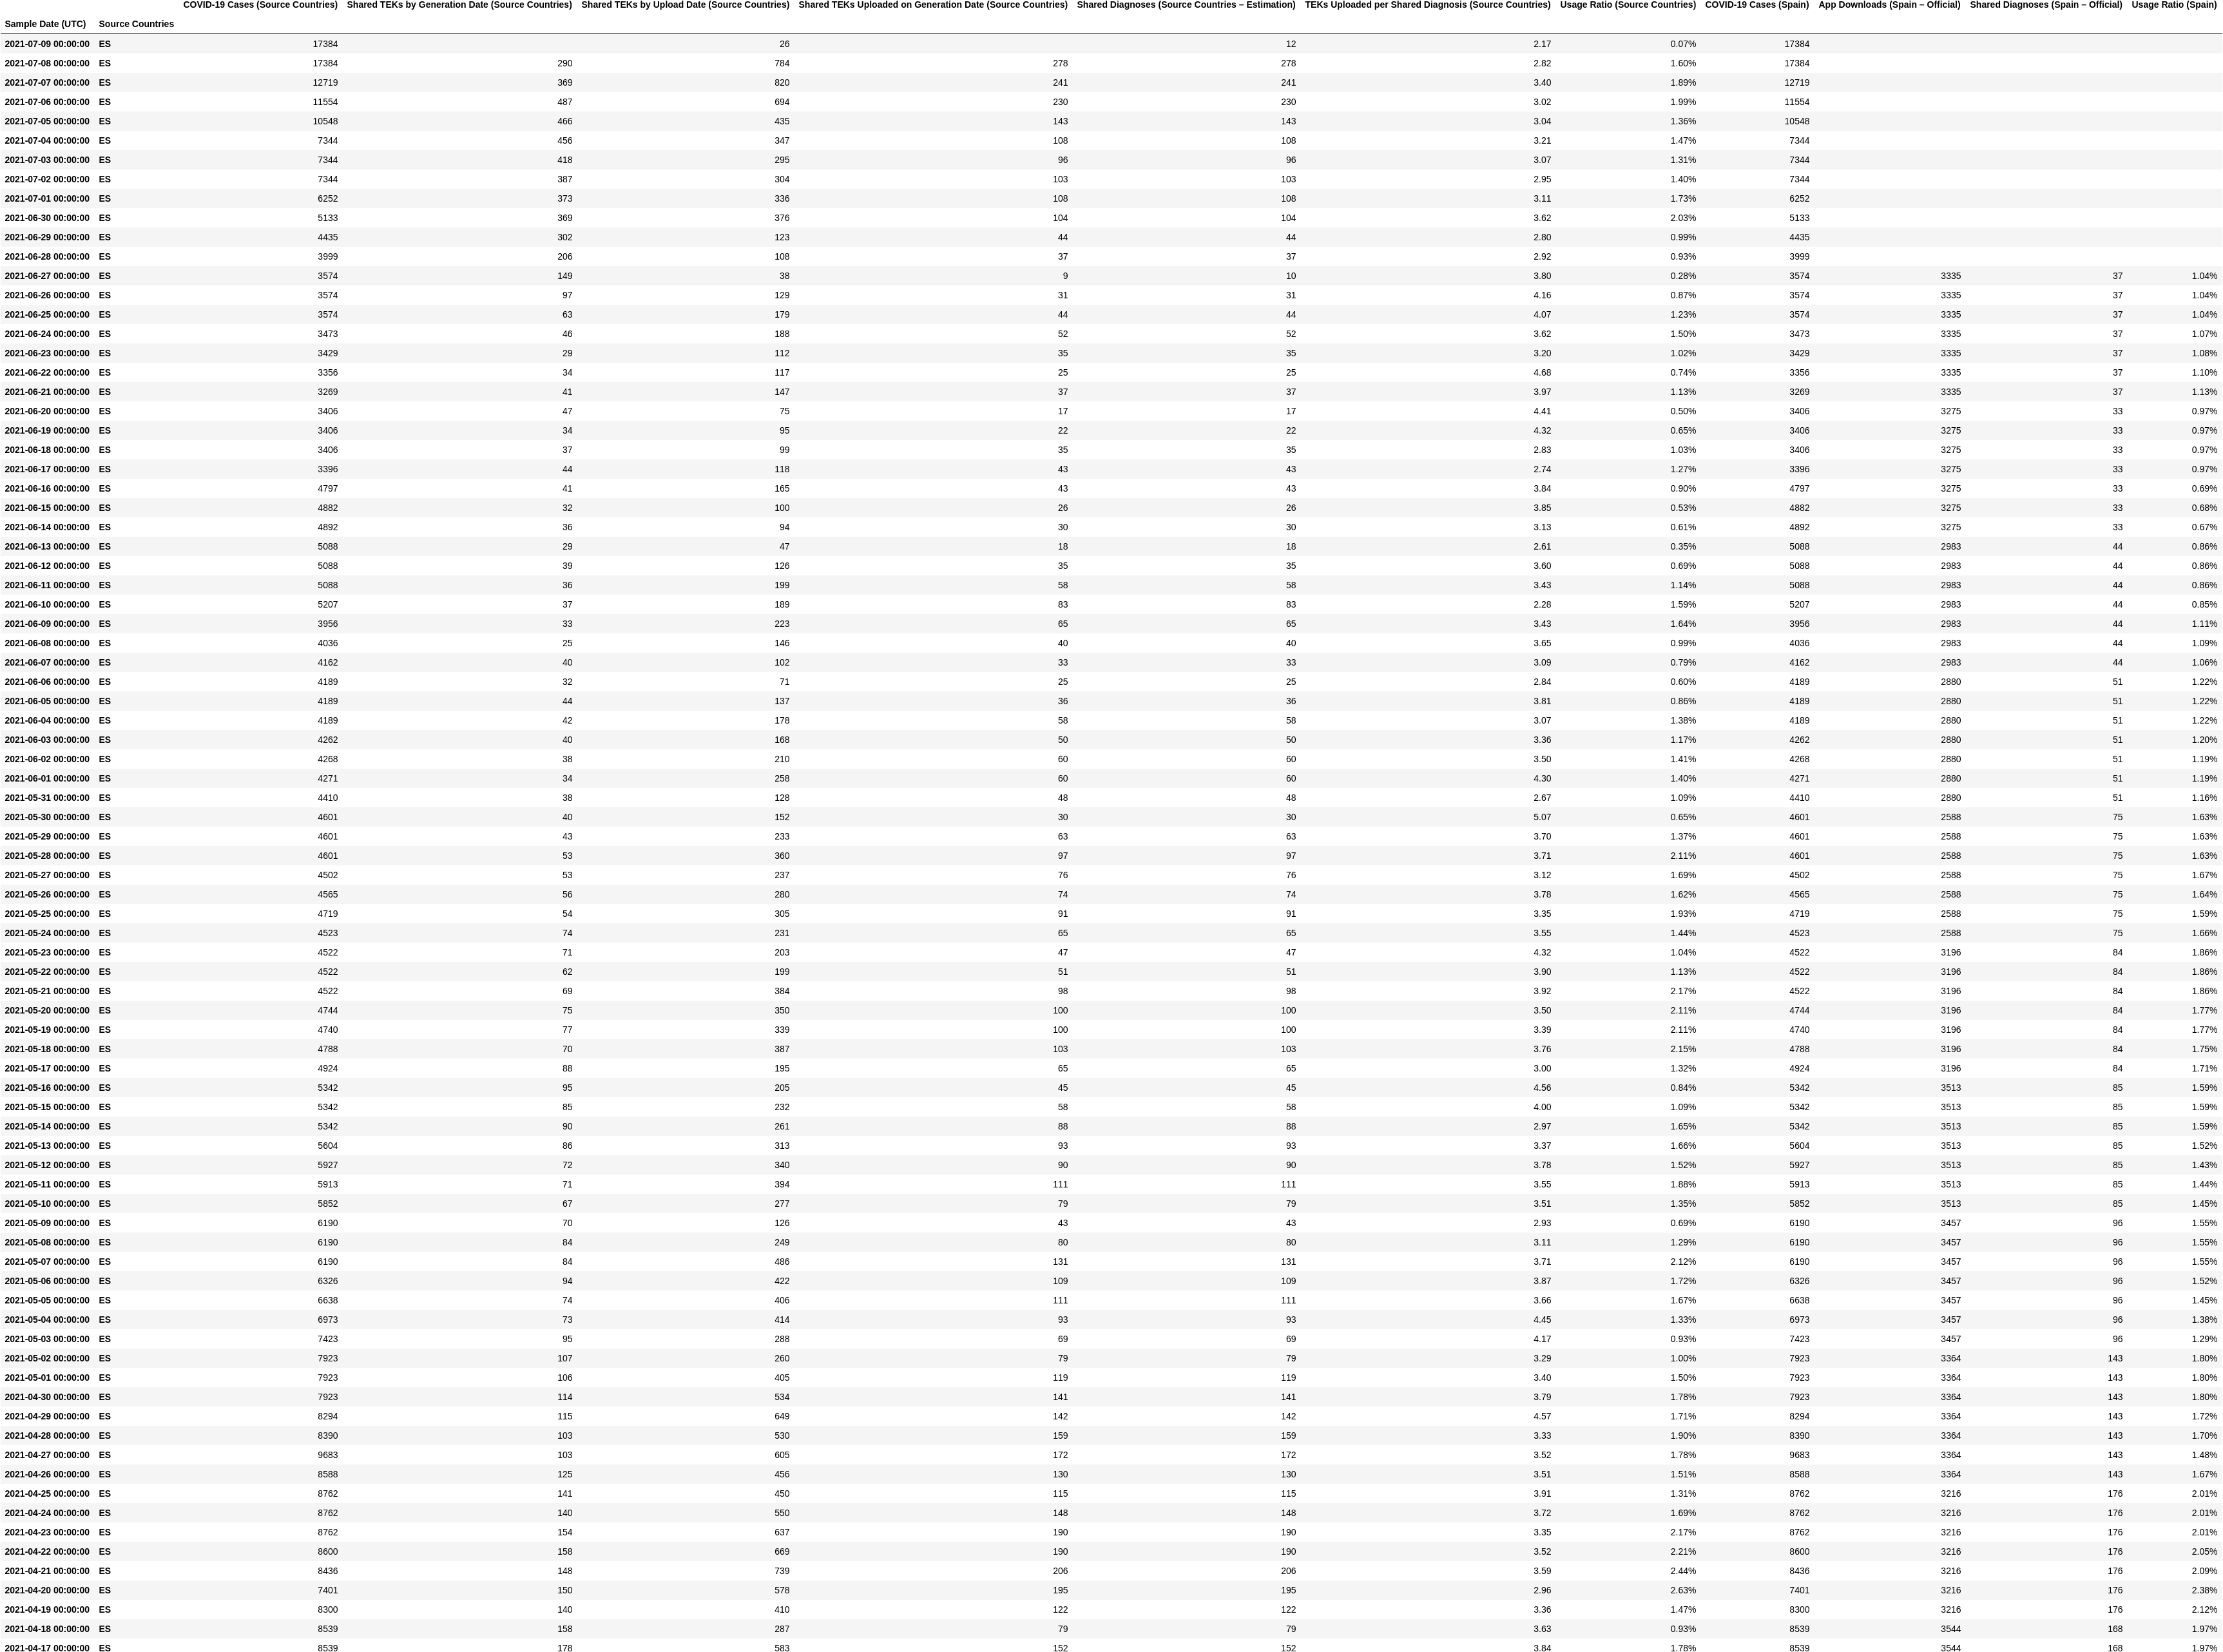 COVID-19 Cases (Source Countries) Shared TEKs by Generation Date (Source Countries) Shared TEKs by Upload Date (Source Countries) Shared TEKs Uploaded on Generation Date (Source Countries) Shared Diagnoses (Source Countries – Estimation) TEKs Uploaded per Shared Diagnosis (Source Countries) Usage Ratio (Source Countries) COVID-19 Cases (Spain) App Downloads (Spain – Official) Shared Diagnoses (Spain – Official) Usage Ratio (Spain)
Sample Date (UTC) Source Countries
2021-07-09 00:00:00 ES 17384 26 12 2.17 0.07% 17384
2021-07-08 00:00:00 ES 17384 290 784 278 278 2.82 1.60% 17384
2021-07-07 00:00:00 ES 12719 369 820 241 241 3.40 1.89% 12719
2021-07-06 00:00:00 ES 11554 487 694 230 230 3.02 1.99% 11554
2021-07-05 00:00:00 ES 10548 466 435 143 143 3.04 1.36% 10548
2021-07-04 00:00:00 ES 7344 456 347 108 108 3.21 1.47% 7344
2021-07-03 00:00:00 ES 7344 418 295 96 96 3.07 1.31% 7344
2021-07-02 00:00:00 ES 7344 387 304 103 103 2.95 1.40% 7344
2021-07-01 00:00:00 ES 6252 373 336 108 108 3.11 1.73% 6252
2021-06-30 00:00:00 ES 5133 369 376 104 104 3.62 2.03% 5133
2021-06-29 00:00:00 ES 4435 302 123 44 44 2.80 0.99% 4435
2021-06-28 00:00:00 ES 3999 206 108 37 37 2.92 0.93% 3999
2021-06-27 00:00:00 ES 3574 149 38 9 10 3.80 0.28% 3574 3335 37 1.04%
2021-06-26 00:00:00 ES 3574 97 129 31 31 4.16 0.87% 3574 3335 37 1.04%
2021-06-25 00:00:00 ES 3574 63 179 44 44 4.07 1.23% 3574 3335 37 1.04%
2021-06-24 00:00:00 ES 3473 46 188 52 52 3.62 1.50% 3473 3335 37 1.07%
2021-06-23 00:00:00 ES 3429 29 112 35 35 3.20 1.02% 3429 3335 37 1.08%
2021-06-22 00:00:00 ES 3356 34 117 25 25 4.68 0.74% 3356 3335 37 1.10%
2021-06-21 00:00:00 ES 3269 41 147 37 37 3.97 1.13% 3269 3335 37 1.13%
2021-06-20 00:00:00 ES 3406 47 75 17 17 4.41 0.50% 3406 3275 33 0.97%
2021-06-19 00:00:00 ES 3406 34 95 22 22 4.32 0.65% 3406 3275 33 0.97%
2021-06-18 00:00:00 ES 3406 37 99 35 35 2.83 1.03% 3406 3275 33 0.97%
2021-06-17 00:00:00 ES 3396 44 118 43 43 2.74 1.27% 3396 3275 33 0.97%
2021-06-16 00:00:00 ES 4797 41 165 43 43 3.84 0.90% 4797 3275 33 0.69%
2021-06-15 00:00:00 ES 4882 32 100 26 26 3.85 0.53% 4882 3275 33 0.68%
2021-06-14 00:00:00 ES 4892 36 94 30 30 3.13 0.61% 4892 3275 33 0.67%
2021-06-13 00:00:00 ES 5088 29 47 18 18 2.61 0.35% 5088 2983 44 0.86%
2021-06-12 00:00:00 ES 5088 39 126 35 35 3.60 0.69% 5088 2983 44 0.86%
2021-06-11 00:00:00 ES 5088 36 199 58 58 3.43 1.14% 5088 2983 44 0.86%
2021-06-10 00:00:00 ES 5207 37 189 83 83 2.28 1.59% 5207 2983 44 0.85%
2021-06-09 00:00:00 ES 3956 33 223 65 65 3.43 1.64% 3956 2983 44 1.11%
2021-06-08 00:00:00 ES 4036 25 146 40 40 3.65 0.99% 4036 2983 44 1.09%
2021-06-07 00:00:00 ES 4162 40 102 33 33 3.09 0.79% 4162 2983 44 1.06%
2021-06-06 00:00:00 ES 4189 32 71 25 25 2.84 0.60% 4189 2880 51 1.22%
2021-06-05 00:00:00 ES 4189 44 137 36 36 3.81 0.86% 4189 2880 51 1.22%
2021-06-04 00:00:00 ES 4189 42 178 58 58 3.07 1.38% 4189 2880 51 1.22%
2021-06-03 00:00:00 ES 4262 40 168 50 50 3.36 1.17% 4262 2880 51 1.20%
2021-06-02 00:00:00 ES 4268 38 210 60 60 3.50 1.41% 4268 2880 51 1.19%
2021-06-01 00:00:00 ES 4271 34 258 60 60 4.30 1.40% 4271 2880 51 1.19%
2021-05-31 00:00:00 ES 4410 38 128 48 48 2.67 1.09% 4410 2880 51 1.16%
2021-05-30 00:00:00 ES 4601 40 152 30 30 5.07 0.65% 4601 2588 75 1.63%
2021-05-29 00:00:00 ES 4601 43 233 63 63 3.70 1.37% 4601 2588 75 1.63%
2021-05-28 00:00:00 ES 4601 53 360 97 97 3.71 2.11% 4601 2588 75 1.63%
2021-05-27 00:00:00 ES 4502 53 237 76 76 3.12 1.69% 4502 2588 75 1.67%
2021-05-26 00:00:00 ES 4565 56 280 74 74 3.78 1.62% 4565 2588 75 1.64%
2021-05-25 00:00:00 ES 4719 54 305 91 91 3.35 1.93% 4719 2588 75 1.59%
2021-05-24 00:00:00 ES 4523 74 231 65 65 3.55 1.44% 4523 2588 75 1.66%
2021-05-23 00:00:00 ES 4522 71 203 47 47 4.32 1.04% 4522 3196 84 1.86%
2021-05-22 00:00:00 ES 4522 62 199 51 51 3.90 1.13% 4522 3196 84 1.86%
2021-05-21 00:00:00 ES 4522 69 384 98 98 3.92 2.17% 4522 3196 84 1.86%
2021-05-20 00:00:00 ES 4744 75 350 100 100 3.50 2.11% 4744 3196 84 1.77%
2021-05-19 00:00:00 ES 4740 77 339 100 100 3.39 2.11% 4740 3196 84 1.77%
2021-05-18 00:00:00 ES 4788 70 387 103 103 3.76 2.15% 4788 3196 84 1.75%
2021-05-17 00:00:00 ES 4924 88 195 65 65 3.00 1.32% 4924 3196 84 1.71%
2021-05-16 00:00:00 ES 5342 95 205 45 45 4.56 0.84% 5342 3513 85 1.59%
2021-05-15 00:00:00 ES 5342 85 232 58 58 4.00 1.09% 5342 3513 85 1.59%
2021-05-14 00:00:00 ES 5342 90 261 88 88 2.97 1.65% 5342 3513 85 1.59%
2021-05-13 00:00:00 ES 5604 86 313 93 93 3.37 1.66% 5604 3513 85 1.52%
2021-05-12 00:00:00 ES 5927 72 340 90 90 3.78 1.52% 5927 3513 85 1.43%
2021-05-11 00:00:00 ES 5913 71 394 111 111 3.55 1.88% 5913 3513 85 1.44%
2021-05-10 00:00:00 ES 5852 67 277 79 79 3.51 1.35% 5852 3513 85 1.45%
2021-05-09 00:00:00 ES 6190 70 126 43 43 2.93 0.69% 6190 3457 96 1.55%
2021-05-08 00:00:00 ES 6190 84 249 80 80 3.11 1.29% 6190 3457 96 1.55%
2021-05-07 00:00:00 ES 6190 84 486 131 131 3.71 2.12% 6190 3457 96 1.55%
2021-05-06 00:00:00 ES 6326 94 422 109 109 3.87 1.72% 6326 3457 96 1.52%
2021-05-05 00:00:00 ES 6638 74 406 111 111 3.66 1.67% 6638 3457 96 1.45%
2021-05-04 00:00:00 ES 6973 73 414 93 93 4.45 1.33% 6973 3457 96 1.38%
2021-05-03 00:00:00 ES 7423 95 288 69 69 4.17 0.93% 7423 3457 96 1.29%
2021-05-02 00:00:00 ES 7923 107 260 79 79 3.29 1.00% 7923 3364 143 1.80%
2021-05-01 00:00:00 ES 7923 106 405 119 119 3.40 1.50% 7923 3364 143 1.80%
2021-04-30 00:00:00 ES 7923 114 534 141 141 3.79 1.78% 7923 3364 143 1.80%
2021-04-29 00:00:00 ES 8294 115 649 142 142 4.57 1.71% 8294 3364 143 1.72%
2021-04-28 00:00:00 ES 8390 103 530 159 159 3.33 1.90% 8390 3364 143 1.70%
2021-04-27 00:00:00 ES 9683 103 605 172 172 3.52 1.78% 9683 3364 143 1.48%
2021-04-26 00:00:00 ES 8588 125 456 130 130 3.51 1.51% 8588 3364 143 1.67%
2021-04-25 00:00:00 ES 8762 141 450 115 115 3.91 1.31% 8762 3216 176 2.01%
2021-04-24 00:00:00 ES 8762 140 550 148 148 3.72 1.69% 8762 3216 176 2.01%
2021-04-23 00:00:00 ES 8762 154 637 190 190 3.35 2.17% 8762 3216 176 2.01%
2021-04-22 00:00:00 ES 8600 158 669 190 190 3.52 2.21% 8600 3216 176 2.05%
2021-04-21 00:00:00 ES 8436 148 739 206 206 3.59 2.44% 8436 3216 176 2.09%
2021-04-20 00:00:00 ES 7401 150 578 195 195 2.96 2.63% 7401 3216 176 2.38%
2021-04-19 00:00:00 ES 8300 140 410 122 122 3.36 1.47% 8300 3216 176 2.12%
2021-04-18 00:00:00 ES 8539 158 287 79 79 3.63 0.93% 8539 3544 168 1.97%
2021-04-17 00:00:00 ES 8539 178 583 152 152 3.84 1.78% 8539 3544 168 1.97%